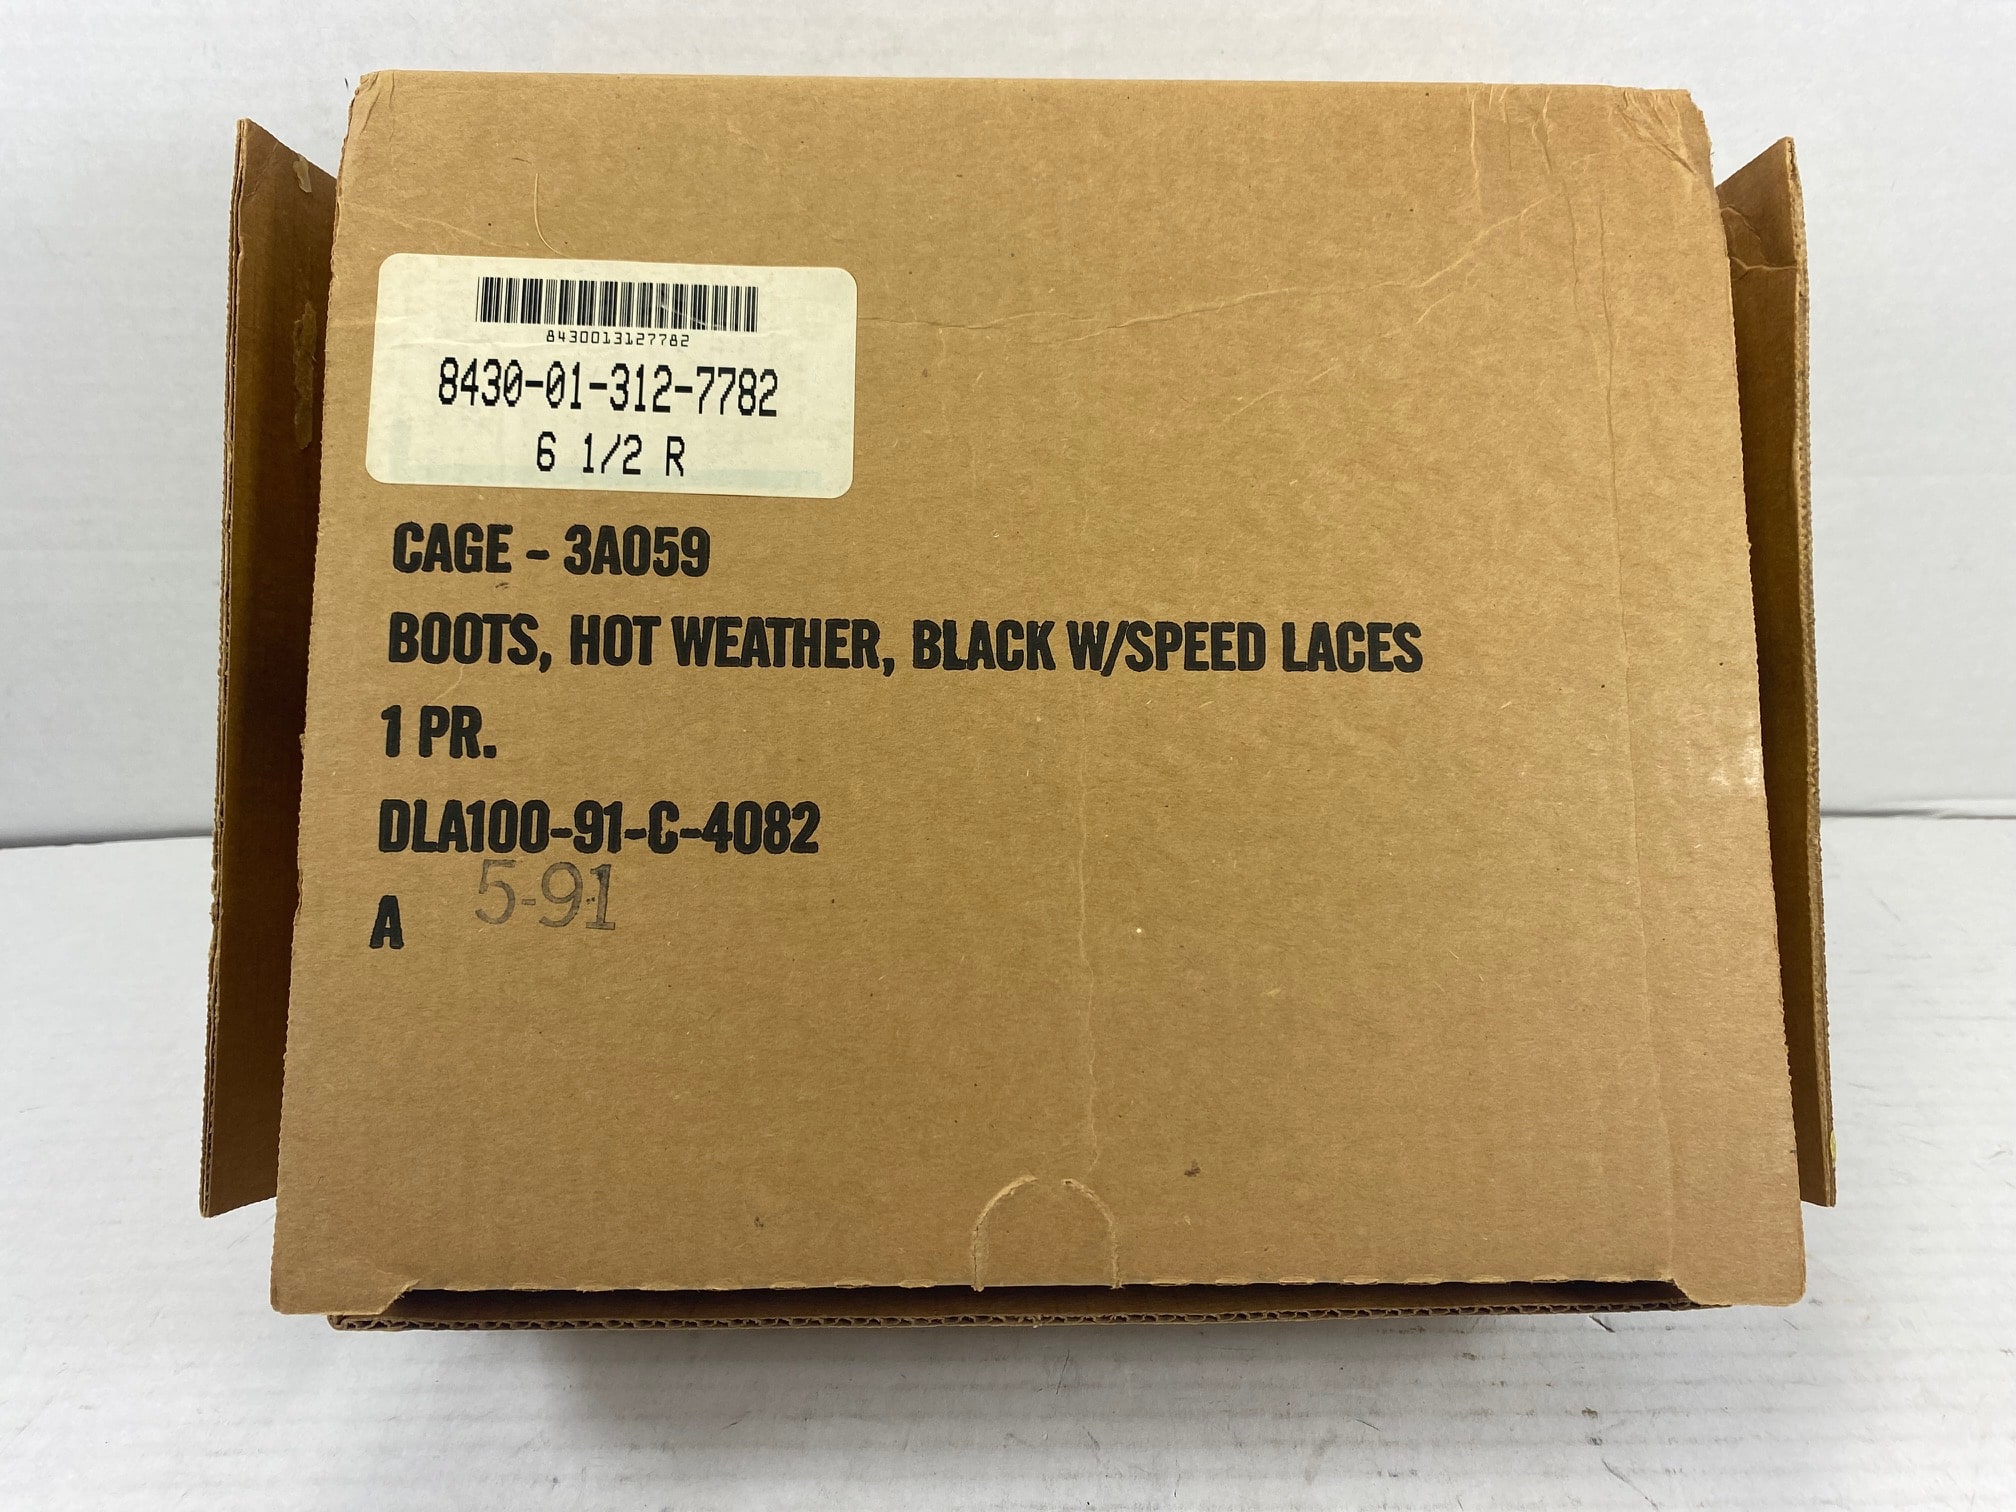 8430013127782
8430-01-312-7782
6 1/2 R
CAGE - 3A059
BOOTS, HOT WEATHER, BLACK W/SPEED LACES
1 PR.
DLA100-91-C-4082
A 5-91